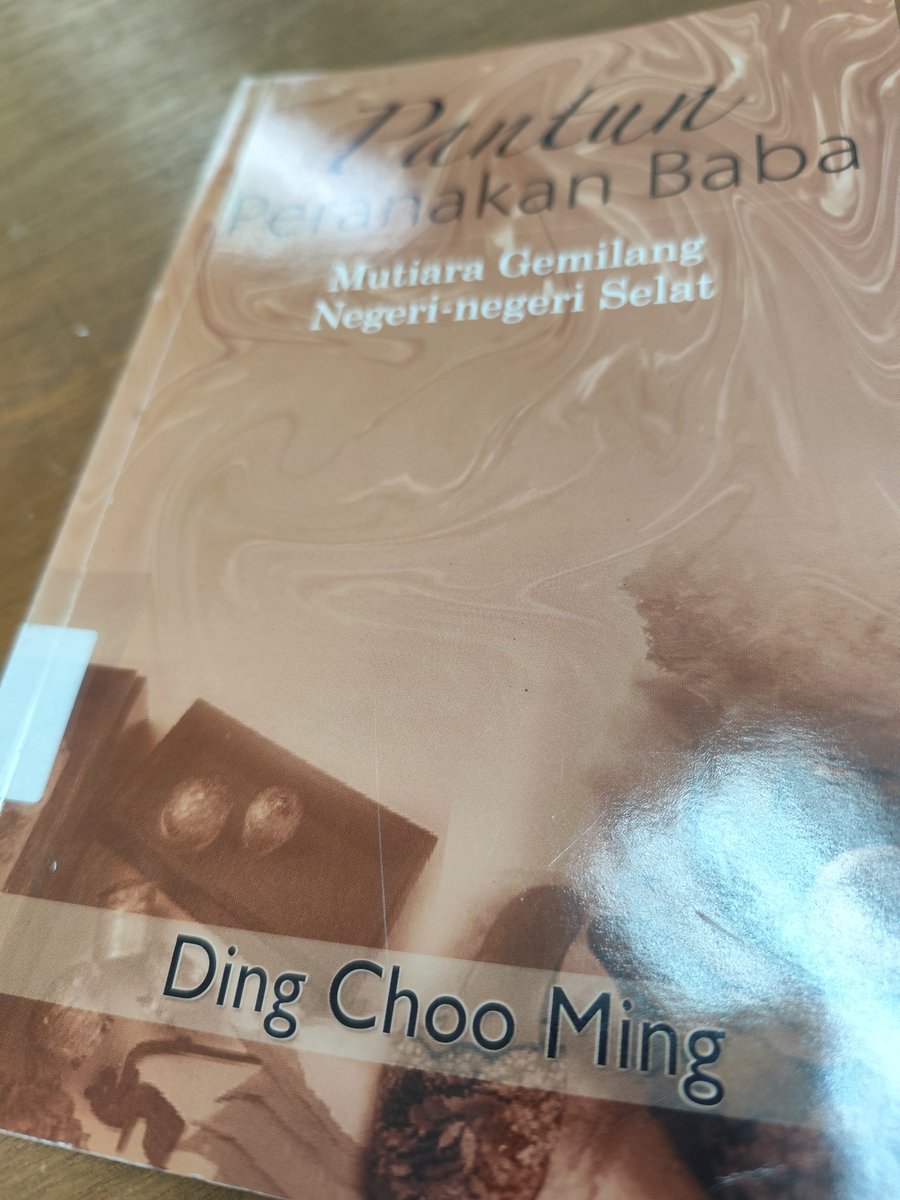 Pantun
Peranakan Baba
Mutiara Gemilang
Negeri-negeri Selat
Ding Choo Ming